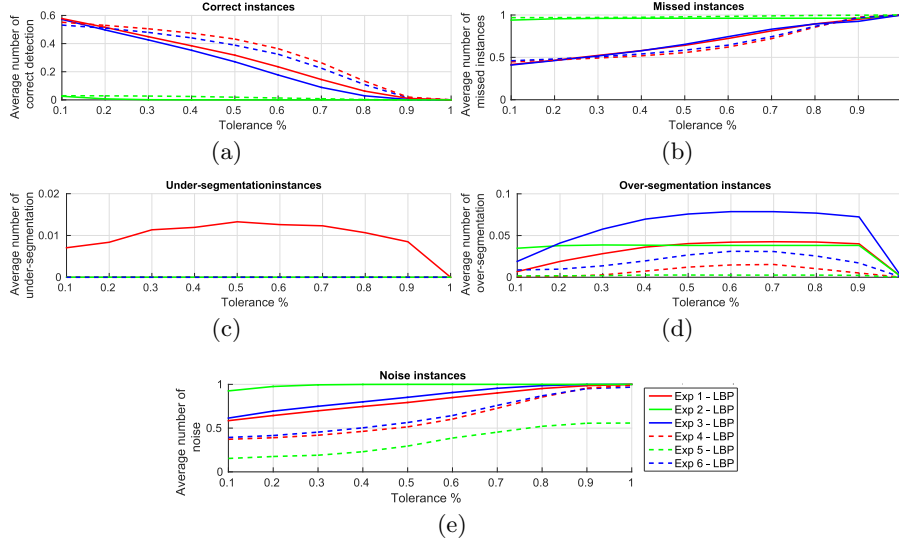 Correct instances
Average number of
correct dectection
0.6
0.4
0.2
0
0.1 0.2 0.3 0.4 0.5 0.6 0.7 0.8 0.9 1
Tolerance %
(a)
Missed instances
Average number of
missed instances
1
0.5
0
0.1 0.2 0.3 0.4 0.5 0.6 0.7 0.8 0.9
Tolerance %
(b)
Under-segmentationinstances
Average number of
under-segmentation
0.02
0.01
0
0.1 0.2 0.3 0.4 0.5 0.6 0.7 0.8 0.9 1
Tolerance %
(c)
Over-segmentation instances
Average number of
Aver-segmentation
0.1
0.05
0
0.1 0.2 0.3 0.4 0.5 0.6 0.7 0.8 0.9
Tolerance %
(d)
Noise instances
Average number of
noise
1
0.5
0
0.1 0.2 0.3 0.4 0.5 0.6 0.7 0.8 0.9 1
Tolerance %
(e)
Exp 1 - LBP
Exp 2 - LBP
Exp 3 - LBP
Exp 4 - LBP
Exp 5 - LBP
Exp 6 - LBP